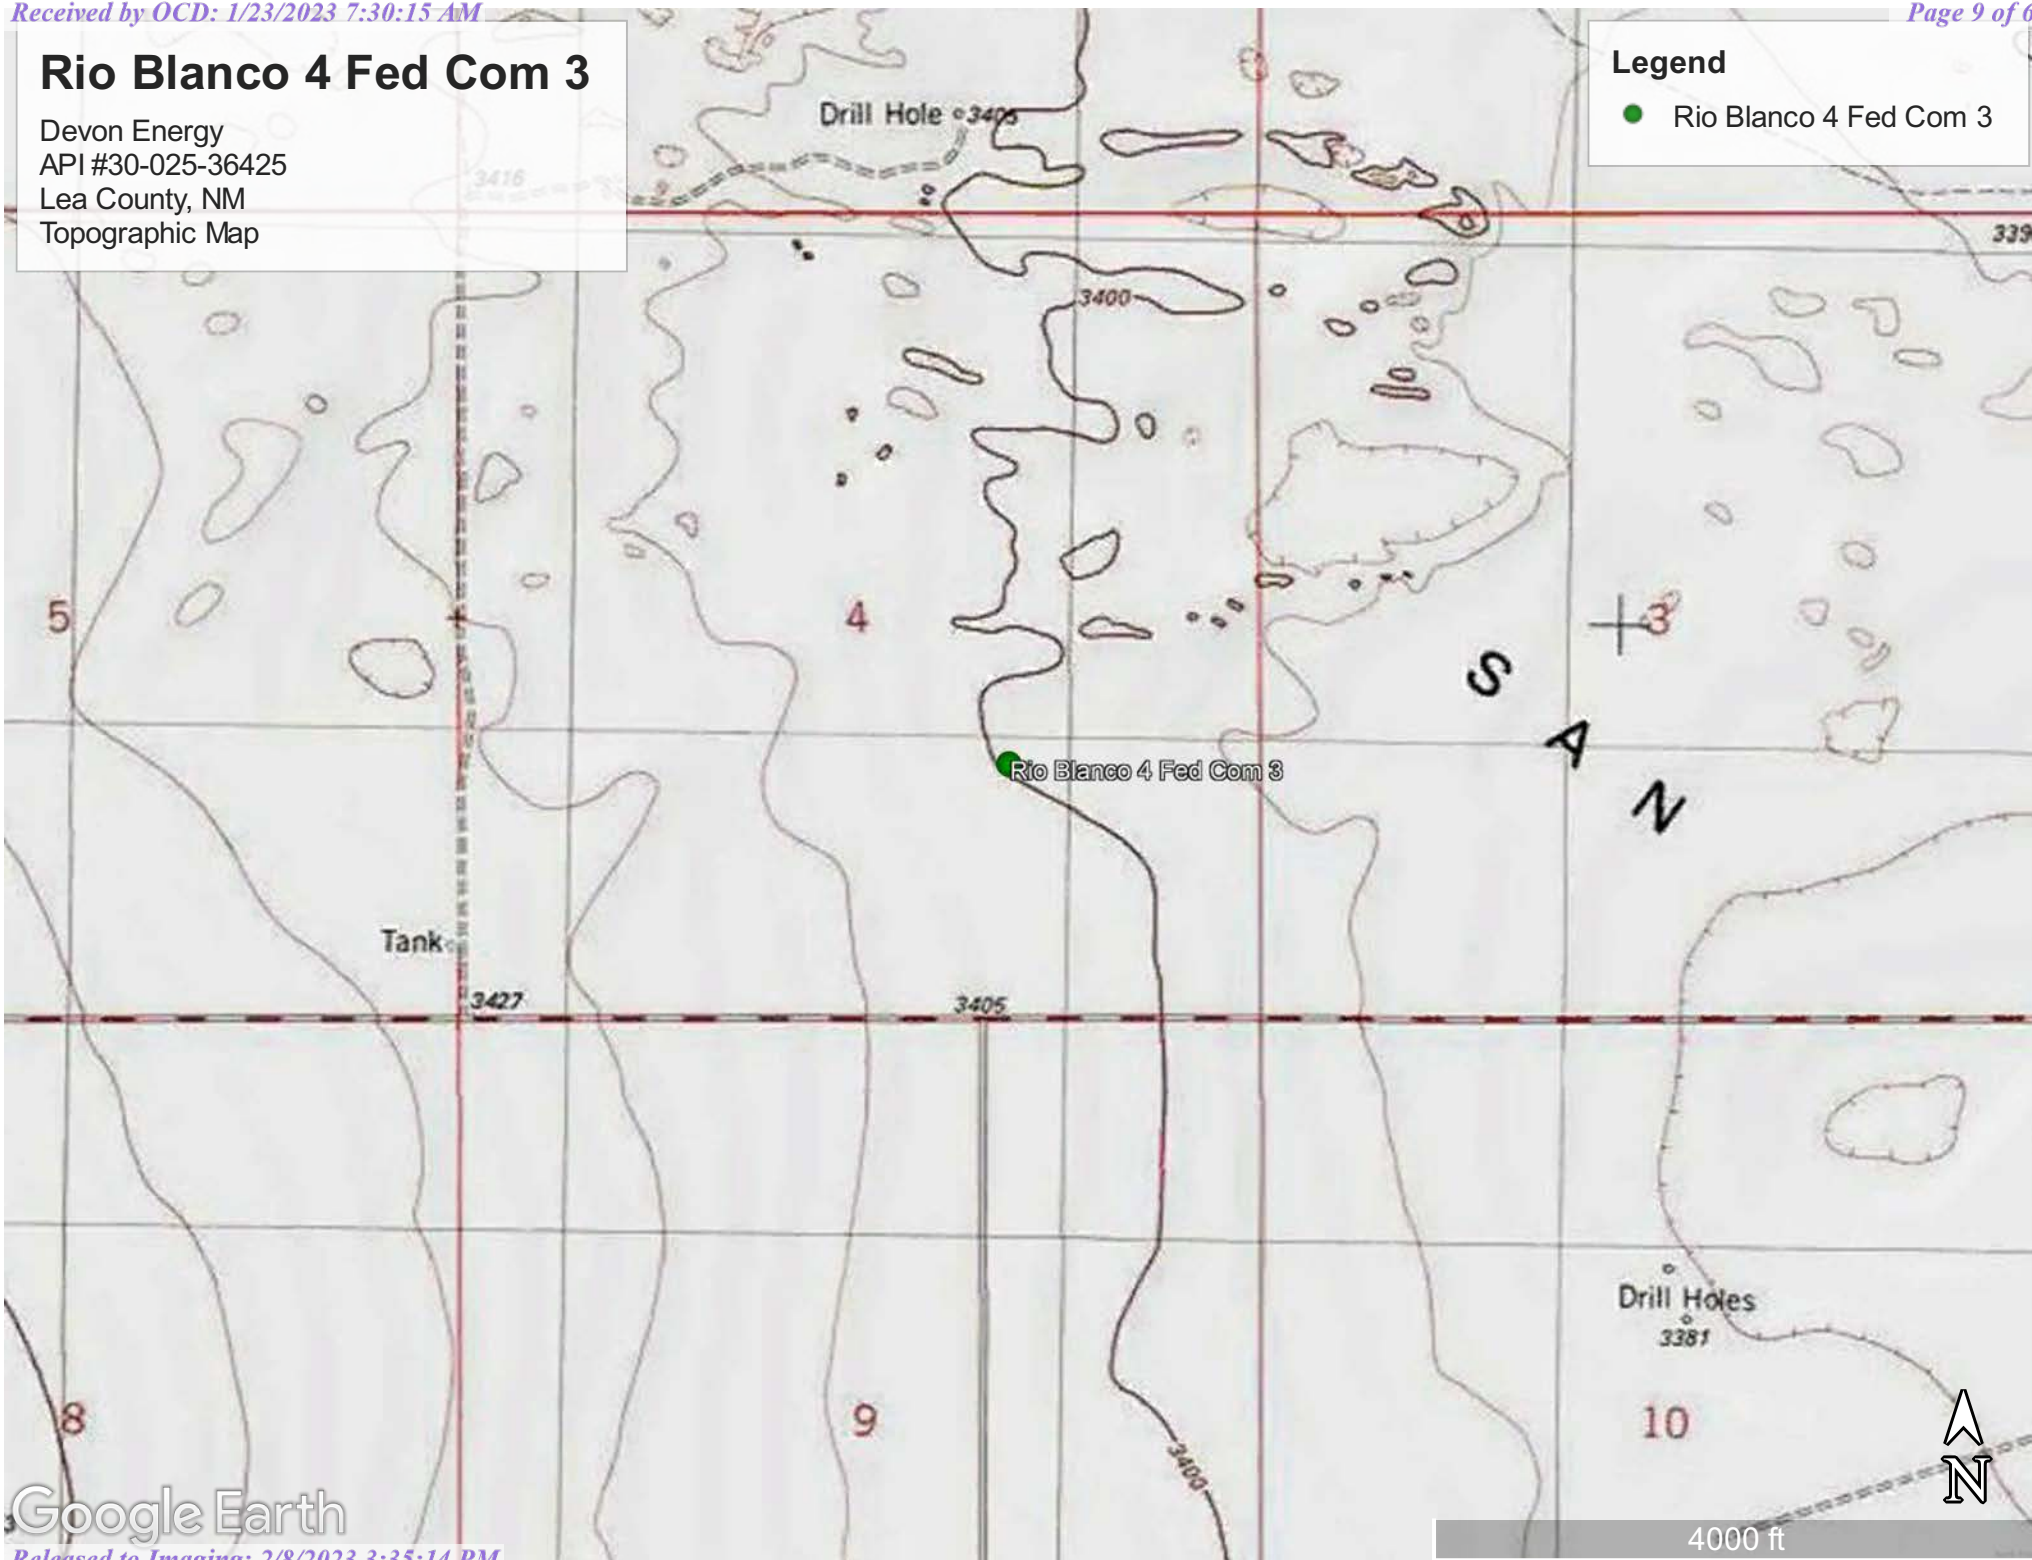 Received by OCD: 1/23/2023 7:30:15 AM
Page 9 of 6
Rio Blanco 4 Fed Com 3
Devon Energy
API #30-025-36425
Lea County, NM
Topographic Map
Legend
Rio Blanco 4 Fed Com 3
Drill Hole 3405
3416
339
3400
5
4
3
S
A
N
Rio Blanco 4 Fed Com 3
Tank
3427
3405
Drill Holes
3381
8
9
10
3400
N
Google Earth
4000 ft
Released to Imaging: 2/8/2023 3:35:14 PM